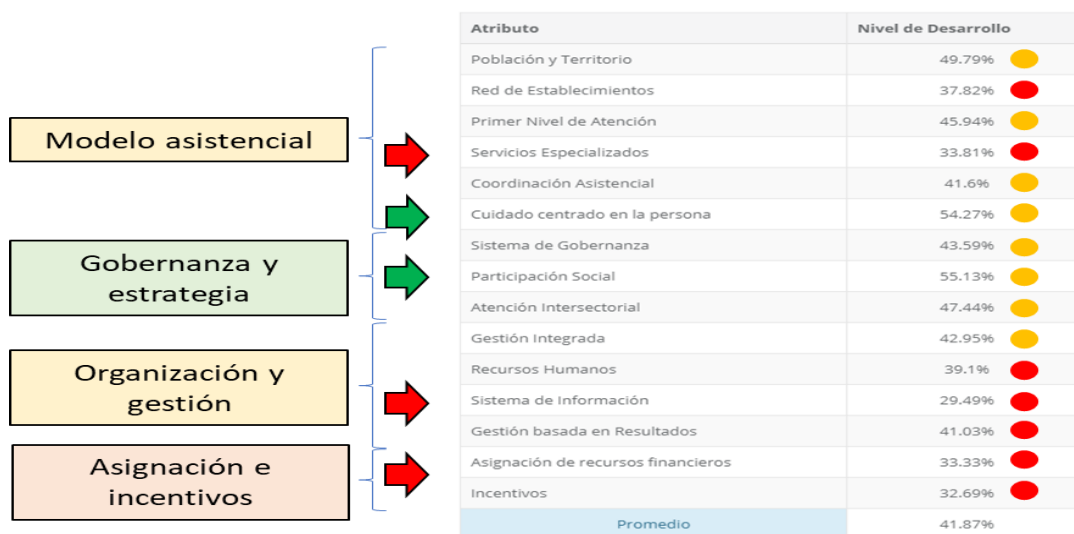 Modelo asistencial
Gobernanza y
estrategia
Organización y
gestión
Asignación e
incentivos
Atributo Nivel de Desarrollo
Población y Territorio 49.79%
Red de Establecimientos 37.82%
Primer Nivel de Atención 45.94%
Servicios Especializados 33.81%
Coordinación Asistencial 41.6%
Cuidado centrado en la persona 54.27%
Sistema de Gobernanza 43.59%
Participación Social 55.13%
Atención Intersectorial 47.44%
Gestión Integrada 42.95%
Recursos Humanos 39.1%
Sistema de Información 29.49%
Gestión basada en Resultados 41.03%
Asignación de recursos financieros 33.33%
Incentivos 32.69%
Promedio 41.87%